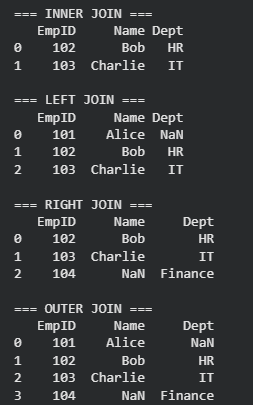 === INNER JOIN ===
   EmpID     Name Dept
0    102      Bob   HR
1    103  Charlie   IT

=== LEFT JOIN ===
   EmpID     Name Dept
0    101    Alice  NaN
1    102      Bob   HR
2    103  Charlie   IT

=== RIGHT JOIN ===
   EmpID     Name     Dept
0    102      Bob       HR
1    103  Charlie       IT
2    104      NaN  Finance

=== OUTER JOIN ===
   EmpID     Name     Dept
0    101    Alice      NaN
1    102      Bob       HR
2    103  Charlie       IT
3    104      NaN  Finance